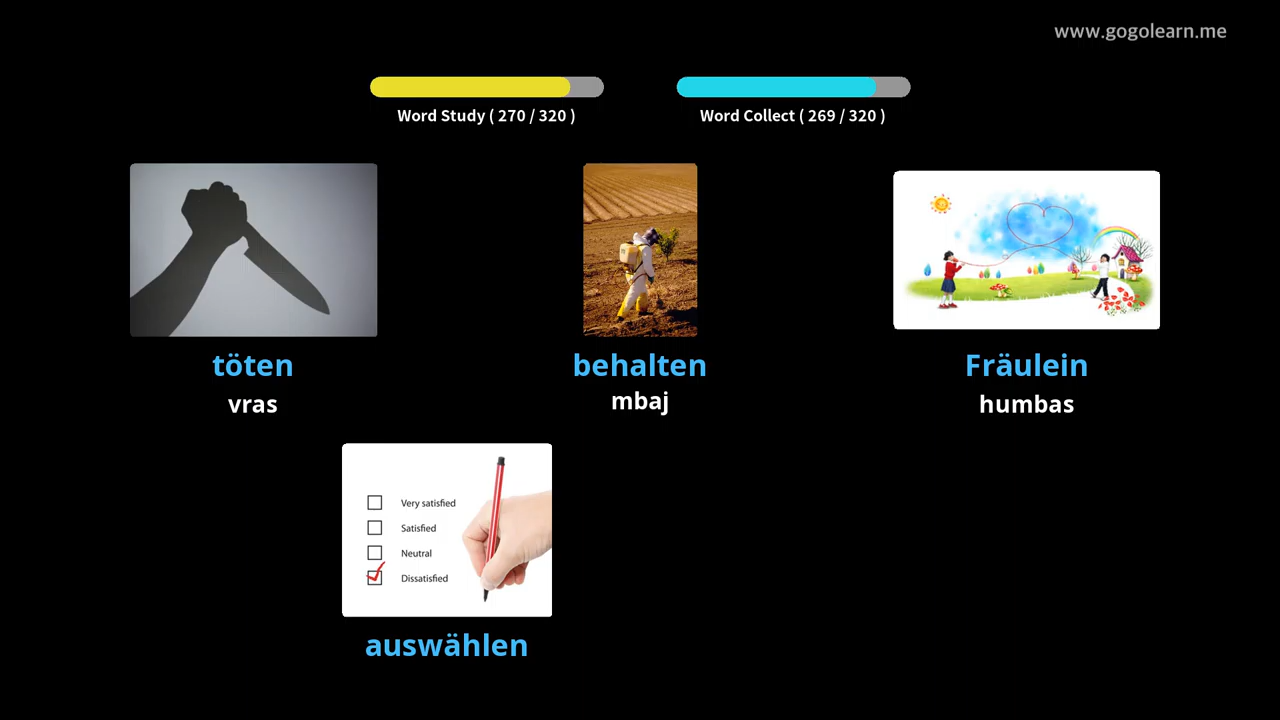 www.gogolearn.me
Word Study ( 270 / 320 )
Word Collect ( 269 / 320 )
töten
behalten
Fräulein
vras
mbaj
humbas
Very satisfied
Satisfied
Neutral
Dissatisfied
auswählen